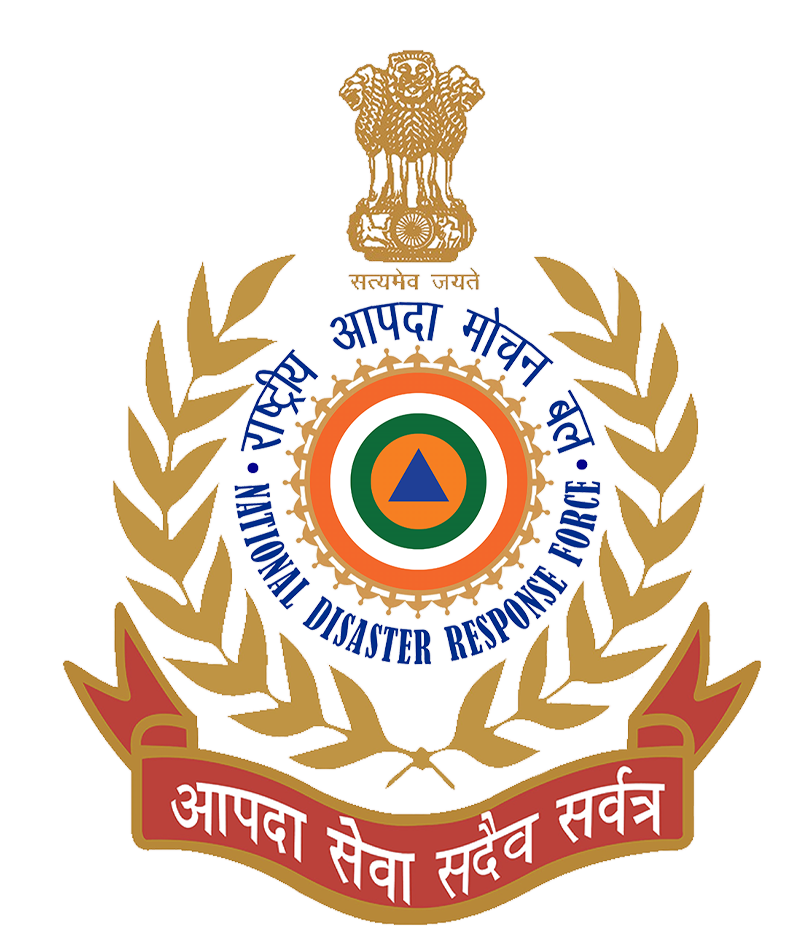 सत्यमेव जयते
राष्ट्रीय आपदा मोचन बल
NATIONAL DISASTER RESPONSE FORCE
आपदा सेवा सदैव सर्वत्र